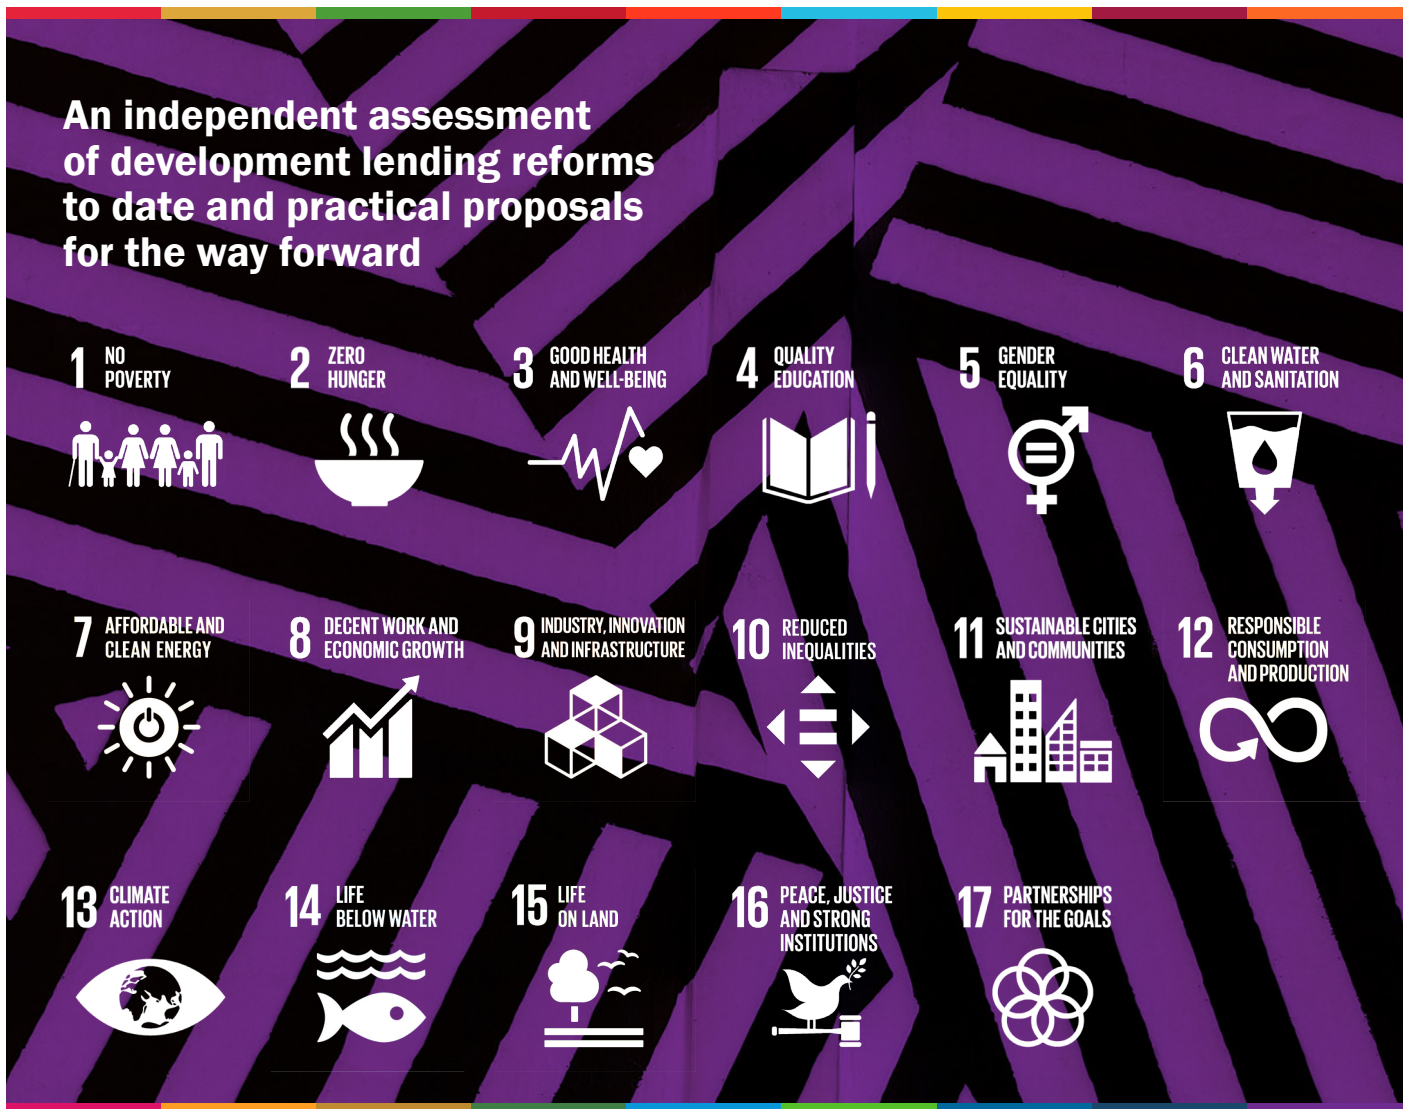 An independent assessment
of development lending reforms
to date and practical proposals
for the way forward
1 NO
POVERTY
2 ZERO
HUNGER
3 GOOD HEALTH
AND WELL-BEING
4 QUALITY
EDUCATION
5 GENDER
EQUALITY
6 CLEAN WATER
AND SANITATION
7 AFFORDABLE AND
CLEAN ENERGY
8 DECENT WORK AND
ECONOMIC GROWTH
9 INDUSTRY, INNOVATION
AND INFRASTRUCTURE
10 REDUCED
INEQUALITIES
11 SUSTAINABLE CITIES
AND COMMUNITIES
12 RESPONSIBLE
CONSUMPTION
AND PRODUCTION
13 CLIMATE
ACTION
14 LIFE
BELOW WATER
15 LIFE
ON LAND
16 PEACE, JUSTICE
AND STRONG
INSTITUTIONS
17 PARTNERSHIPS
FOR THE GOALS